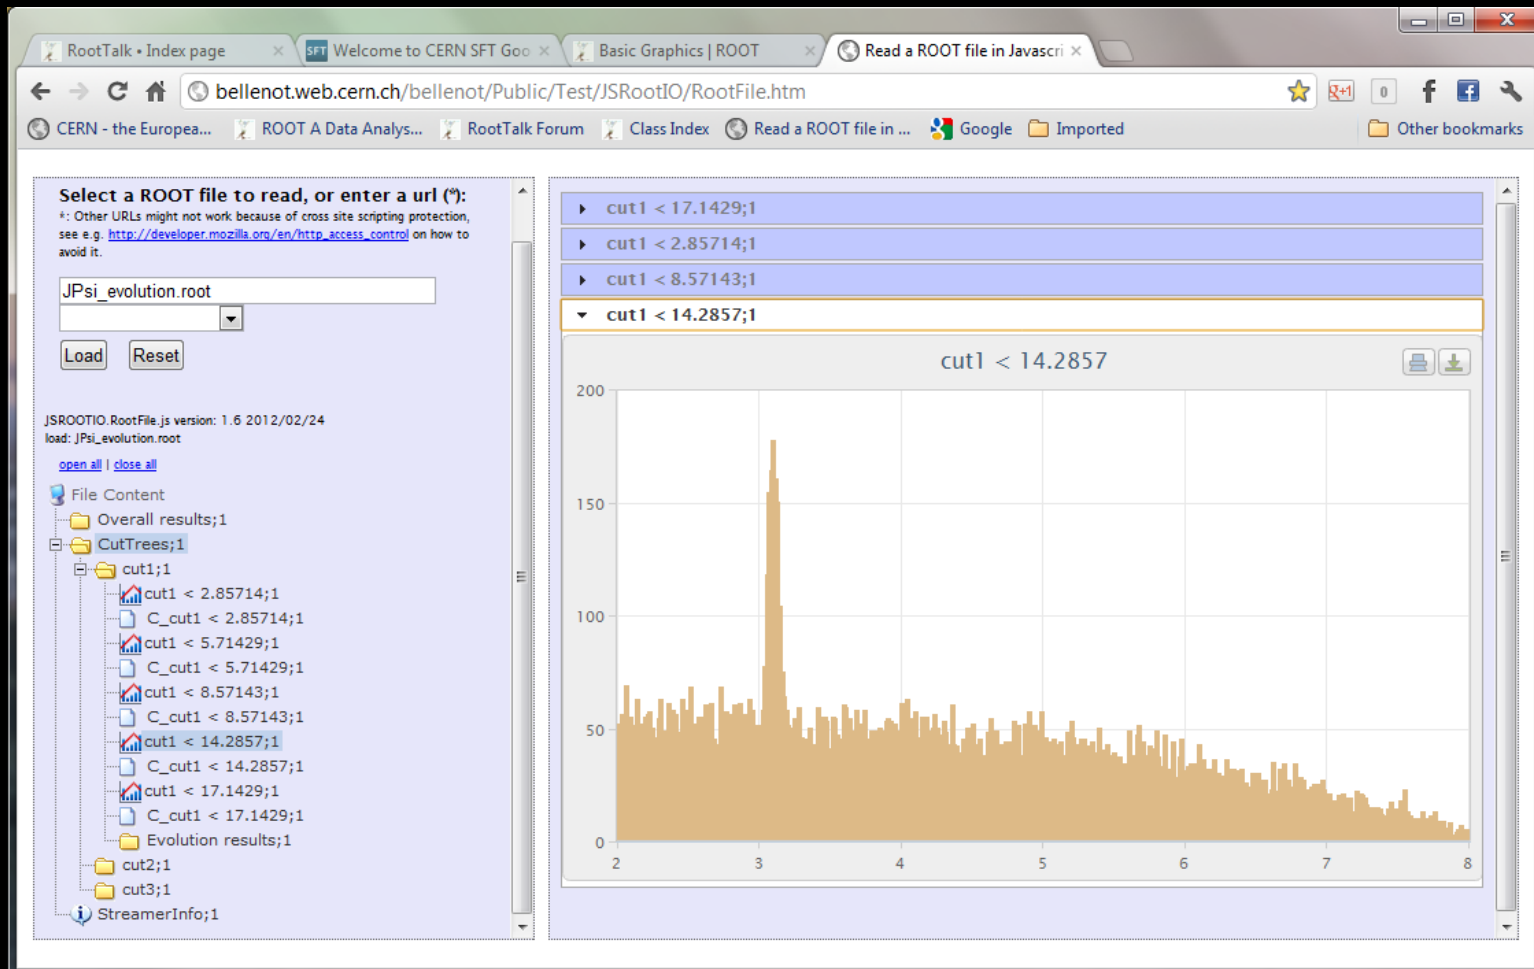 RootTalk • Index page
Welcome to CERN SFT Goo
Basic Graphics | ROOT
Read a ROOT file in Javascri
bellenot.web.cern.ch/bellenot/Public/Test/JSRootIO/RootFile.htm
CERN - the Europea...
ROOT A Data Analys...
RootTalk Forum
Class Index
Read a ROOT file in ...
Google
Imported
Other bookmarks
Select a ROOT file to read, or enter a url (*):
*: Other URLs might not work because of cross site scripting protection,
see e.g. http://developer.mozilla.org/en/http_access_control on how to
avoid it.
JPsi_evolution.root
Load Reset
JSROOTIO.RootFile.js version: 1.6 2012/02/24
load: JPsi_evolution.root
open all | close all
File Content
Overall results;1
CutTrees;1
cut1;1
cut1 < 2.85714;1
C_cut1 < 2.85714;1
cut1 < 5.71429;1
C_cut1 < 5.71429;1
cut1 < 8.57143;1
C_cut1 < 8.57143;1
cut1 < 14.2857;1
C_cut1 < 14.2857;1
cut1 < 17.1429;1
C_cut1 < 17.1429;1
Evolution results;1
cut2;1
cut3;1
StreamerInfo;1
cut1 < 17.1429;1
cut1 < 2.85714;1
cut1 < 8.57143;1
cut1 < 14.2857;1
cut1 < 14.2857
200
150
100
50
0
2 3 4 5 6 7 8